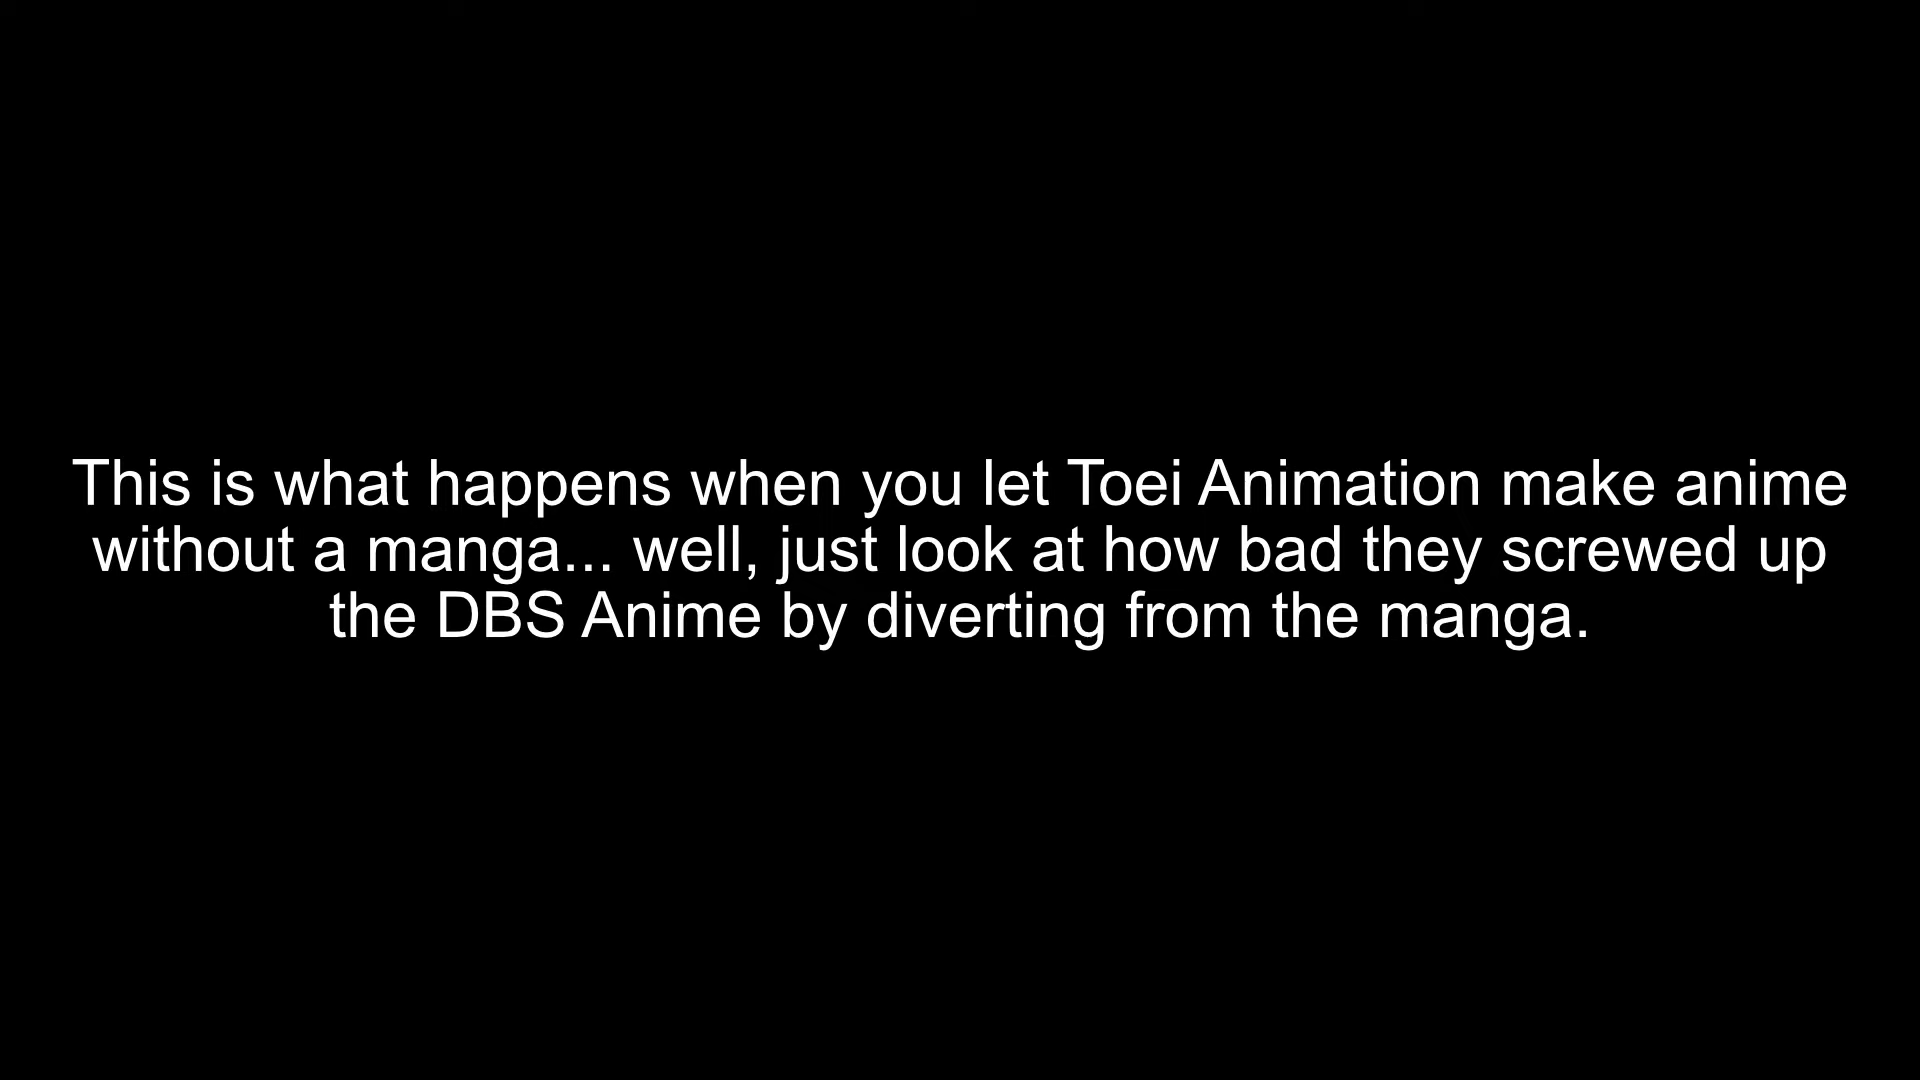 This is what happens when you let Toei Animation make anime
without a manga... well, just look at how bad they screwed up
the DBS Anime by diverting from the manga.